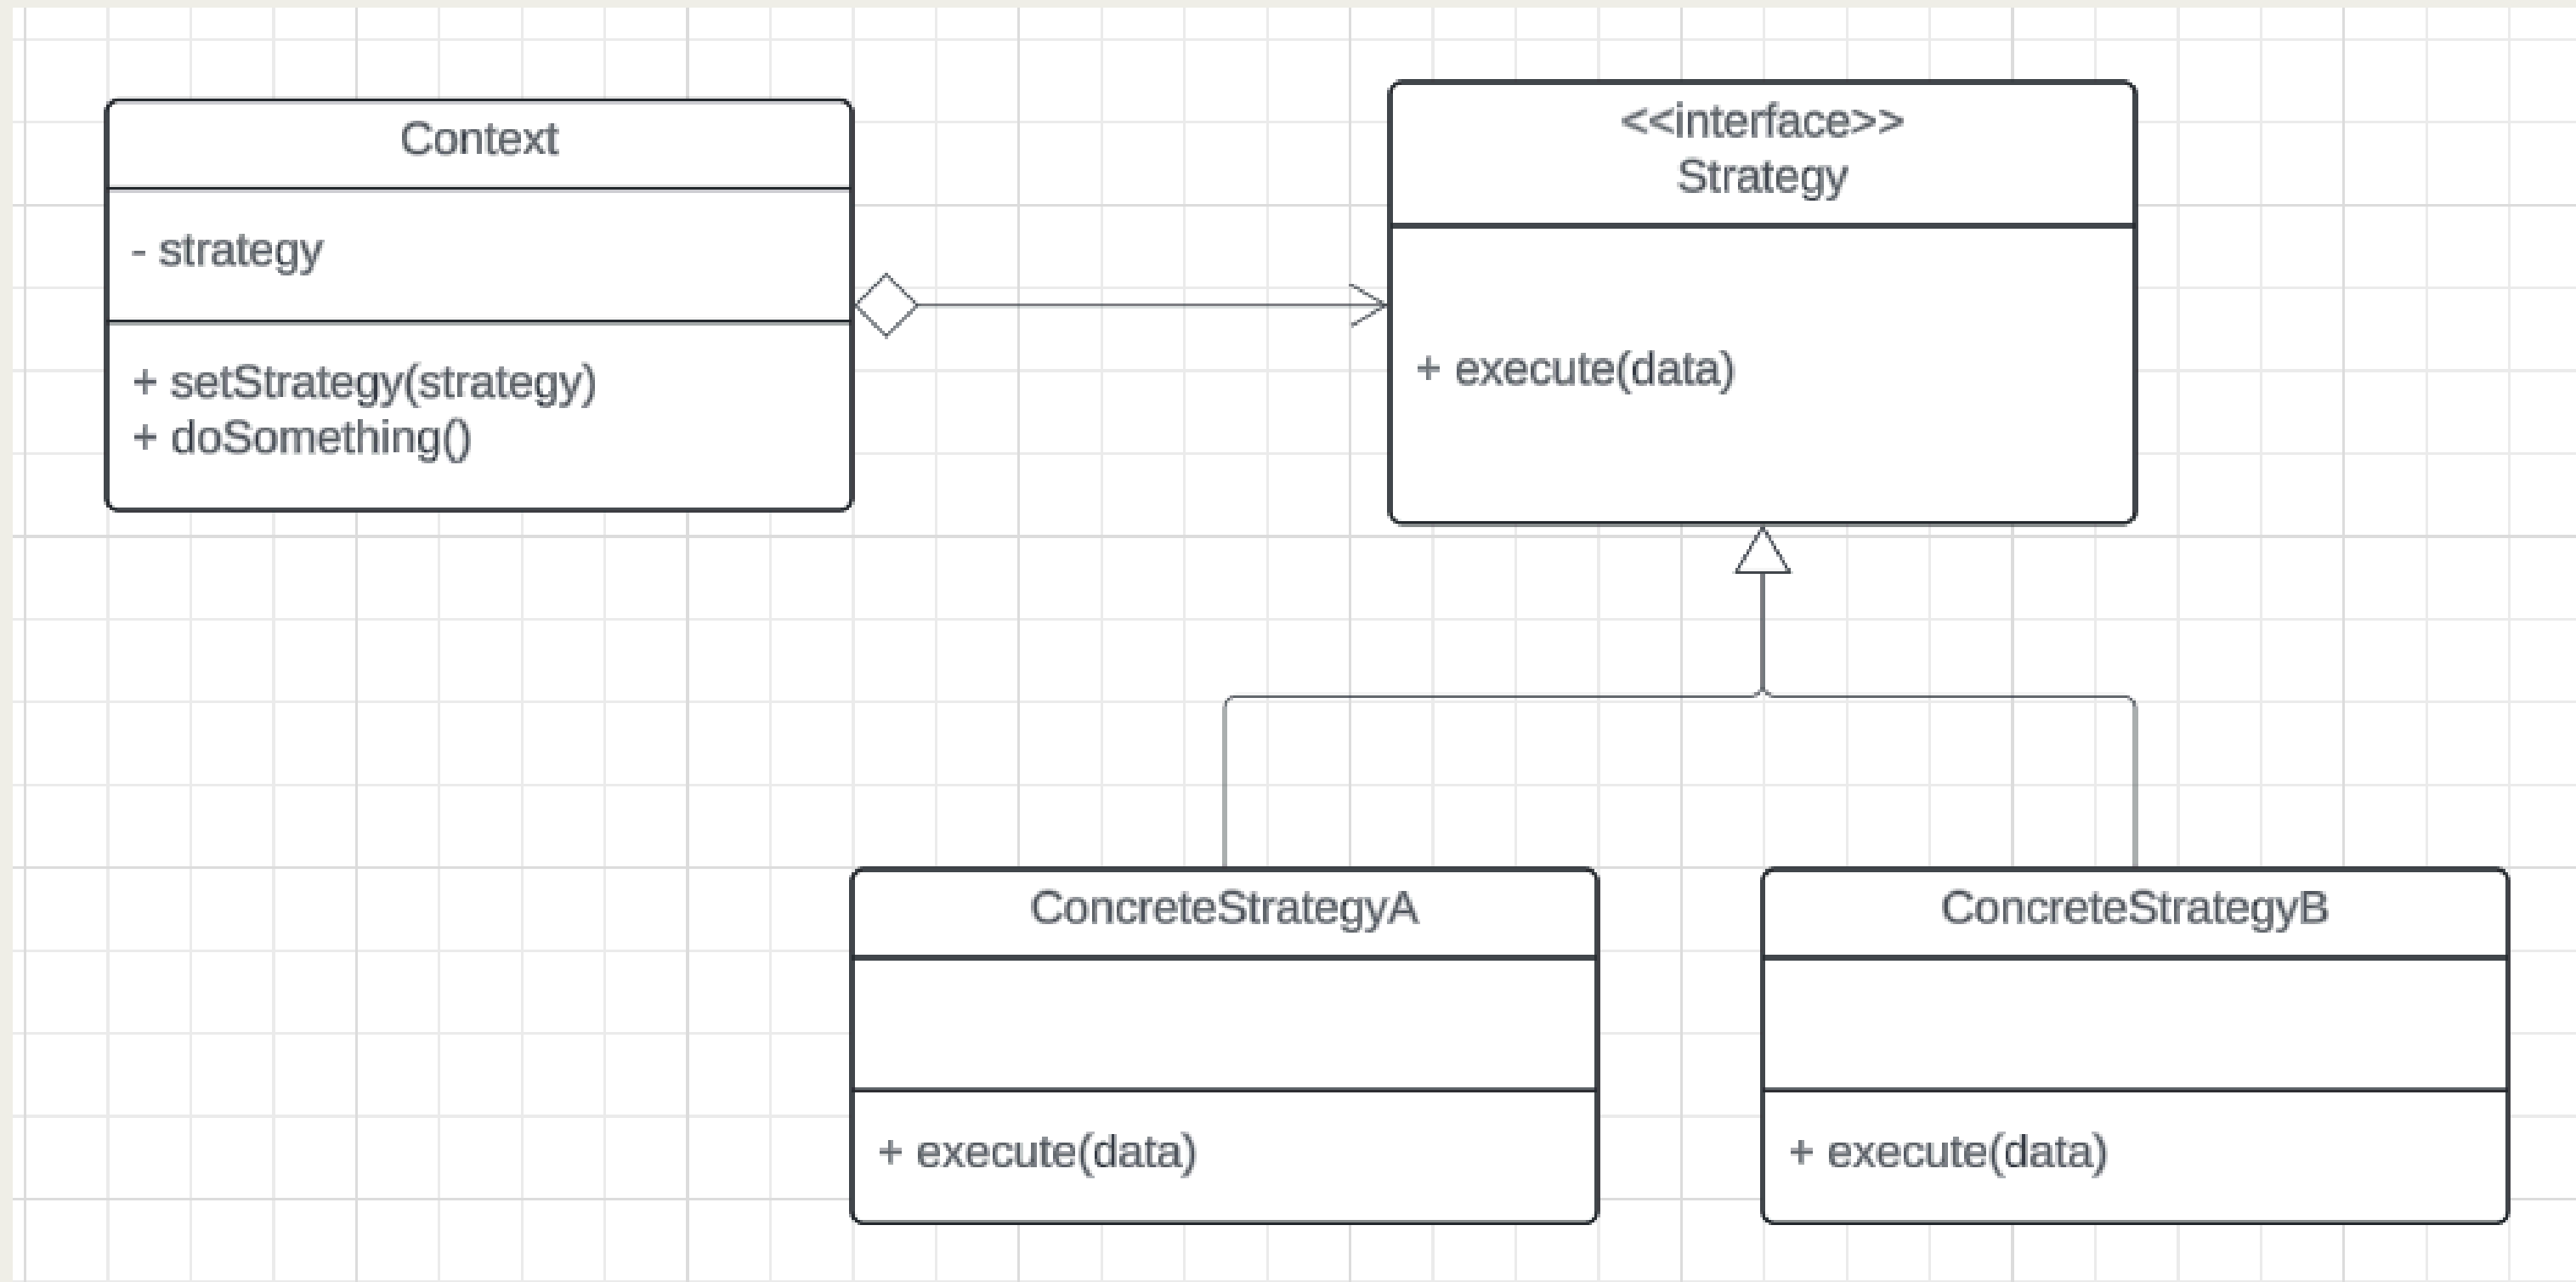 Context
- strategy
+ setStrategy(strategy)
+ doSomething()
<<interface>>
Strategy
+ execute(data)
ConcreteStrategyA
+ execute(data)
ConcreteStrategyB
+ execute(data)